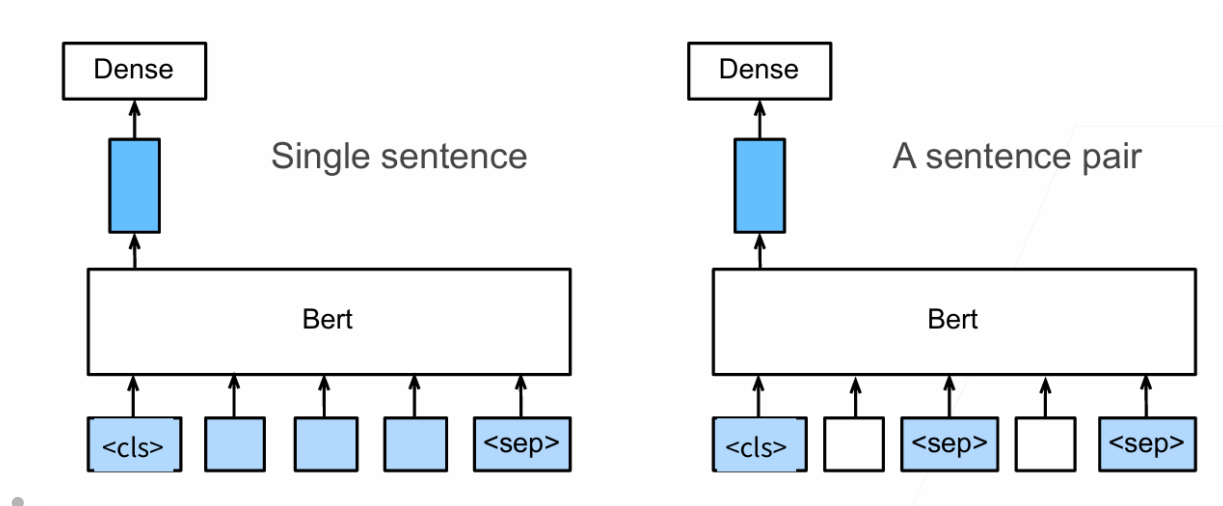 Dense
Single sentence
Bert
<cls>
<sep>
Dense
A sentence pair
Bert
<cls>
<sep>
<sep>